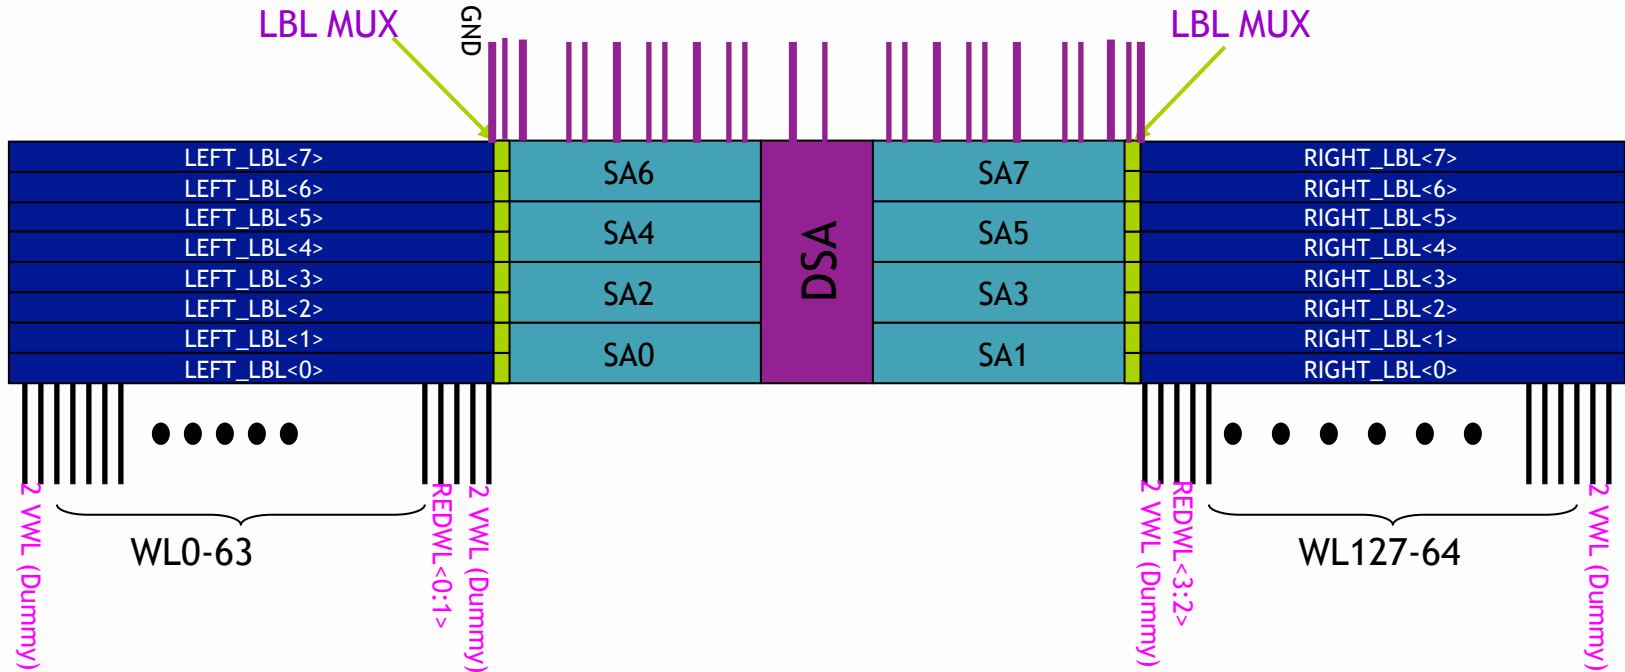 LBL MUX
GND
LBL MUX
LEFT_LBL<7>
LEFT_LBL<6>
LEFT_LBL<5>
LEFT_LBL<4>
LEFT_LBL<3>
LEFT_LBL<2>
LEFT_LBL<1>
LEFT_LBL<0>
SA6
SA4
SA2
SA0
DSA
SA7
SA5
SA3
SA1
RIGHT_LBL<7>
RIGHT_LBL<6>
RIGHT_LBL<5>
RIGHT_LBL<4>
RIGHT_LBL<3>
RIGHT_LBL<2>
RIGHT_LBL<1>
RIGHT_LBL<0>
2 VWL (Dummy)
WL0-63
REDWL<0:1>
2 VWL (Dummy)
2 VWL (Dummy)
REDWL<3:2>
WL127-64
2 VWL (Dummy)